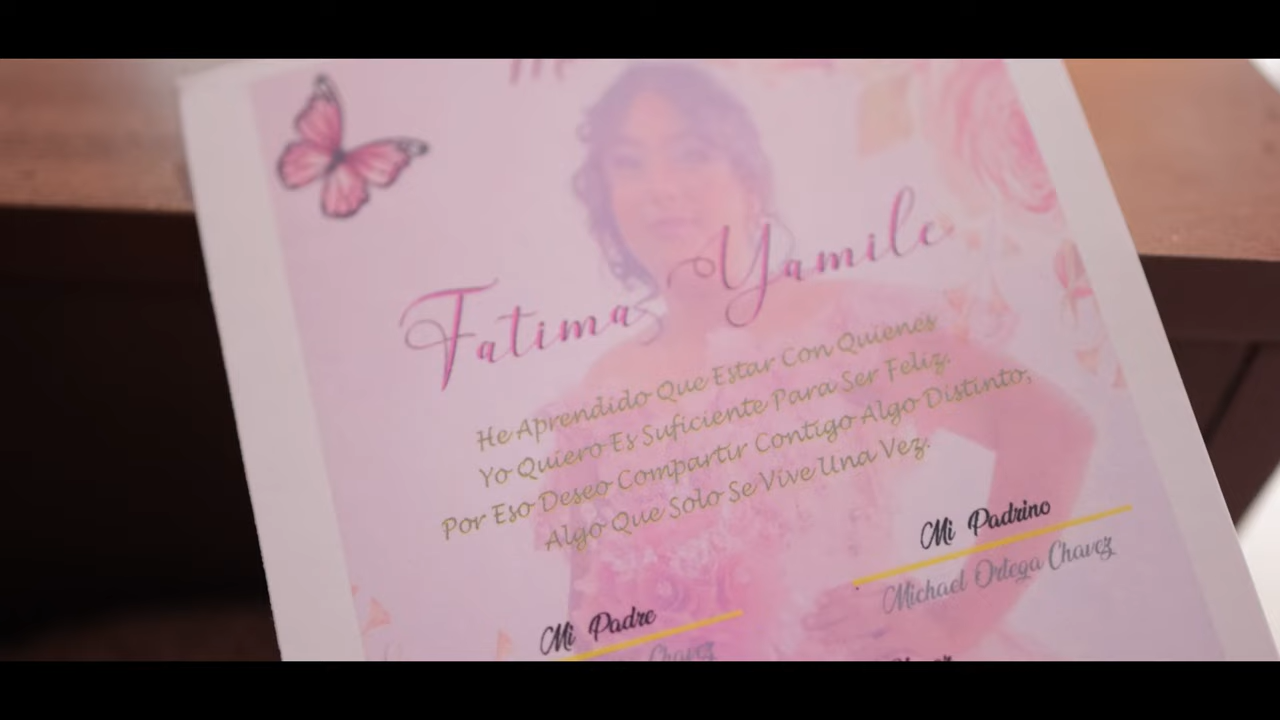 Fatima Yamile
He Aprendido Que Estar Con Quienes
Yo Quiero Es Suficiente Para Ser Feliz.
Por Eso Deseo Compartir Contigo Algo Distinto,
Algo Que Solo Se Vive Una Vez.
Mi Padrino
Michael Ortega Chavez
Mi Padre
Chavez